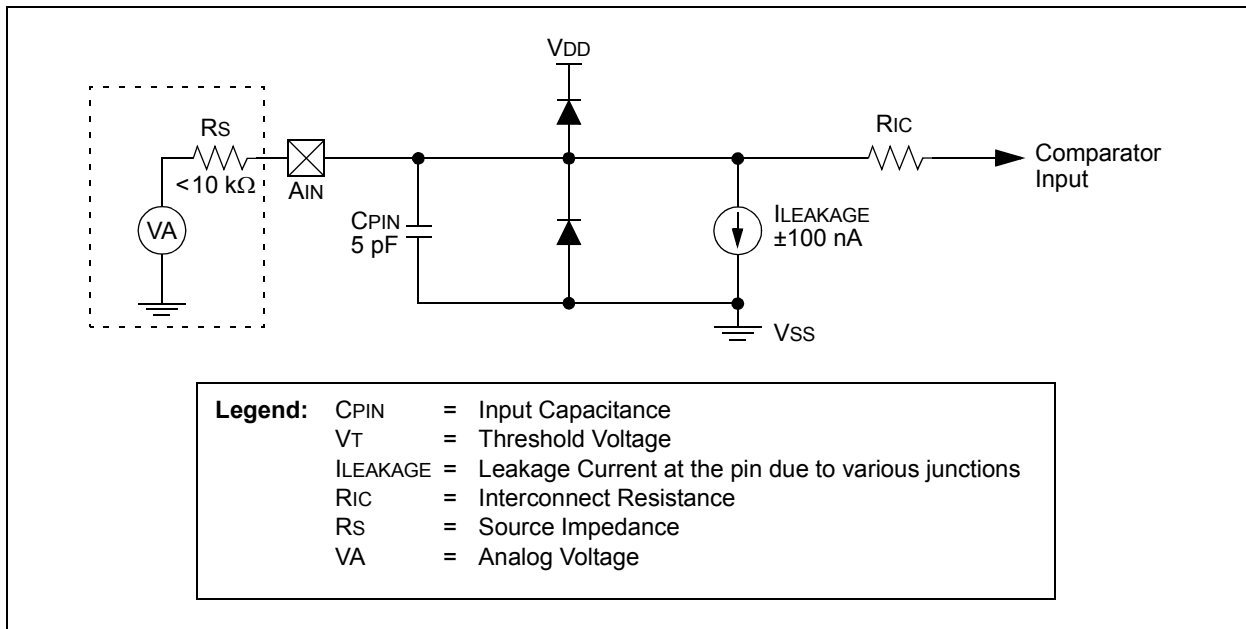 VDD
RS
<10 kΩ
AIN
VA
CPIN
5 pF
ILEAKAGE
±100 nA
RIC
Comparator
Input
VSS
Legend: CPIN = Input Capacitance
VT = Threshold Voltage
ILEAKAGE = Leakage Current at the pin due to various junctions
RIC = Interconnect Resistance
RS = Source Impedance
VA = Analog Voltage